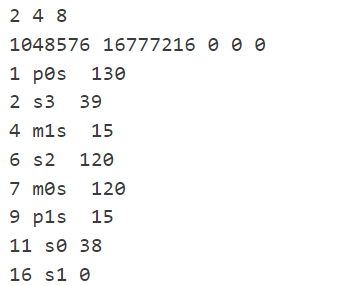 2 4 8
1048576 16777216 0 0 0
1 p0s  130
2 s3  39
4 m1s  15
6 s2  120
7 m0s  120
9 p1s  15
11 s0 38
16 s1 0